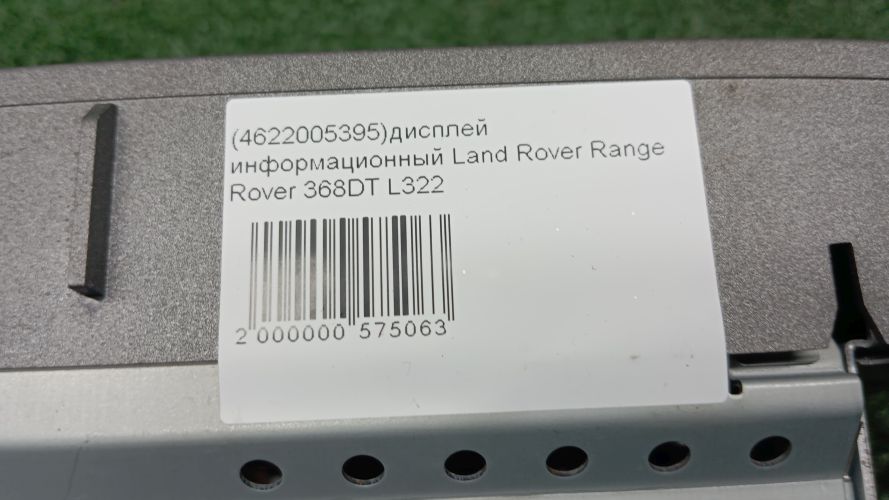 (4622005395)дисплей
информационный Land Rover Range
Rover 368DT L322
2 000000 575063